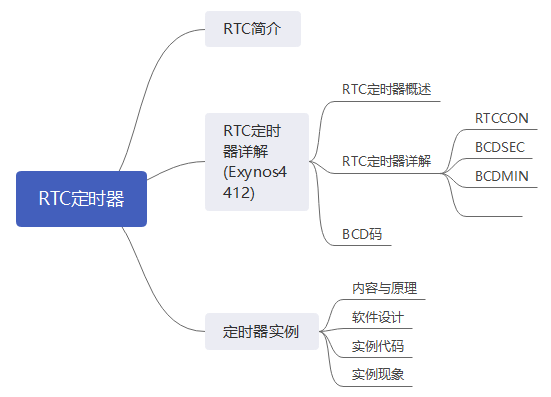 RTC定时器
RTC简介
RTC定时
器详解
(Exynos4
412)
RTC定时器概述
RTC定时器详解
RTCCON
BCDSEC
BCDMIN
BCD码
定时器实例
内容与原理
软件设计
实例代码
实例现象